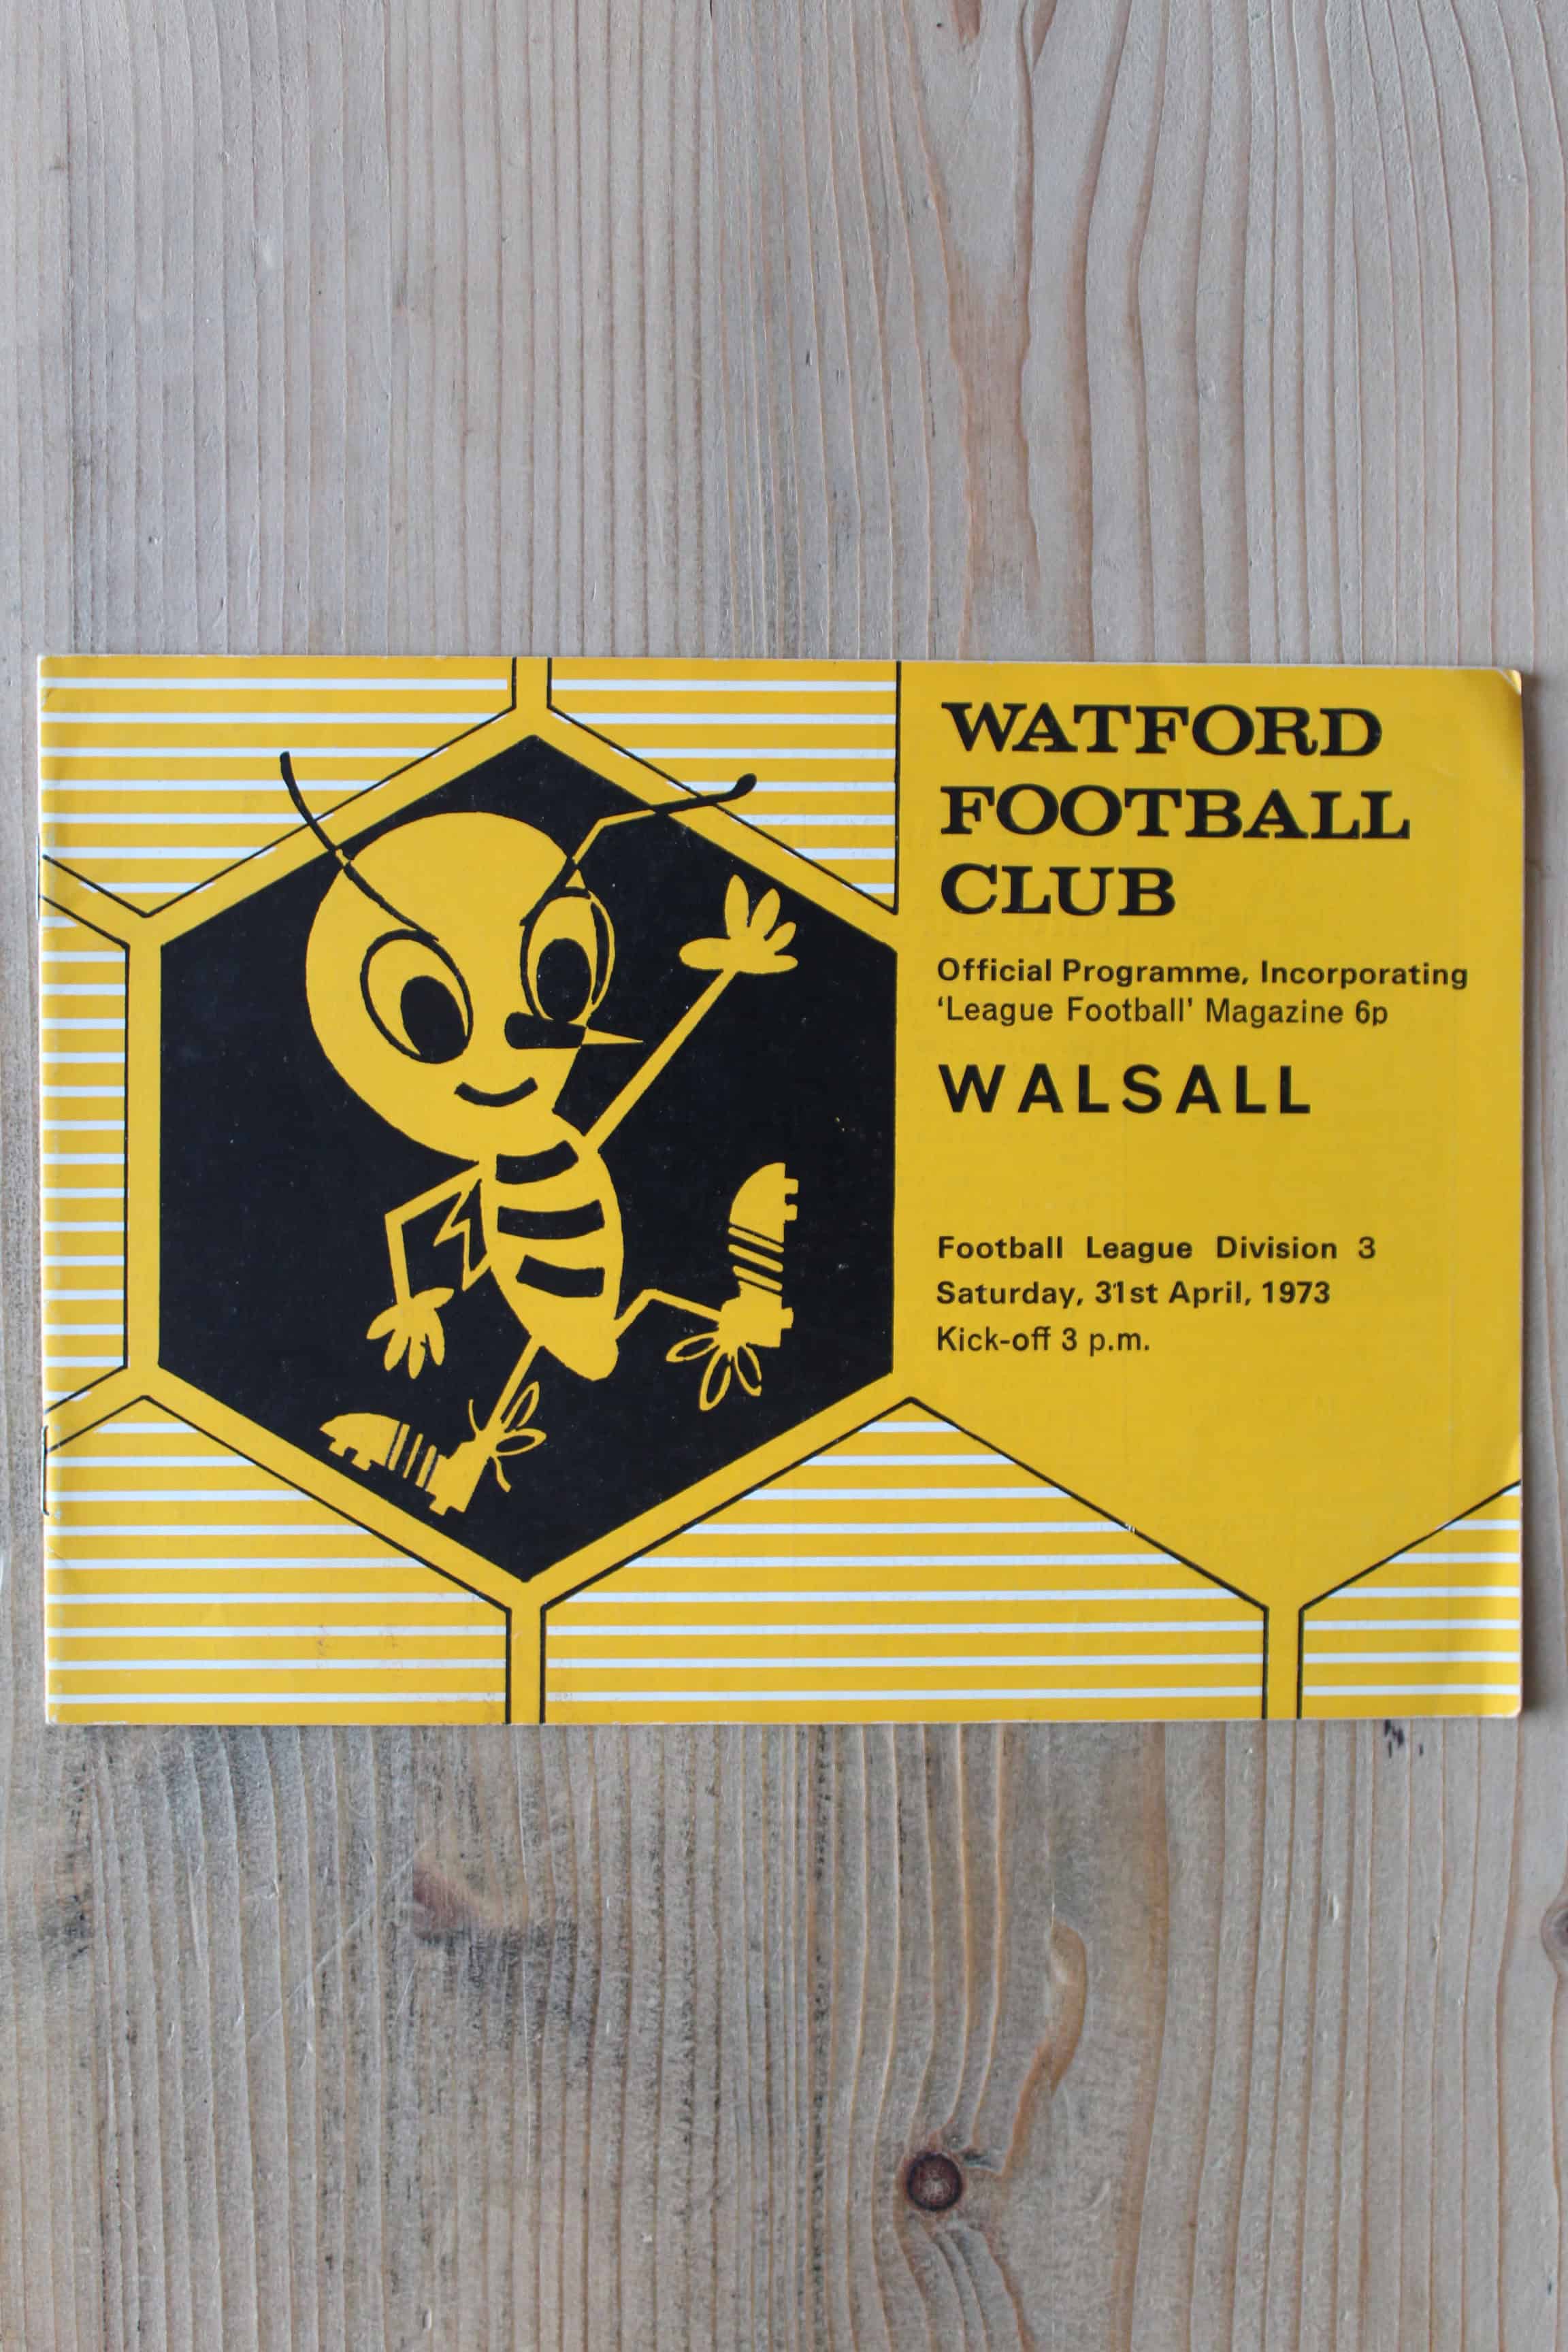 WATFORD
FOOTBALL
CLUB
Official Programme, Incorporating
‘League Football’ Magazine 6p
WALSALL
Football League Division 3
Saturday, 31st April, 1973
Kick-off 3 p.m.